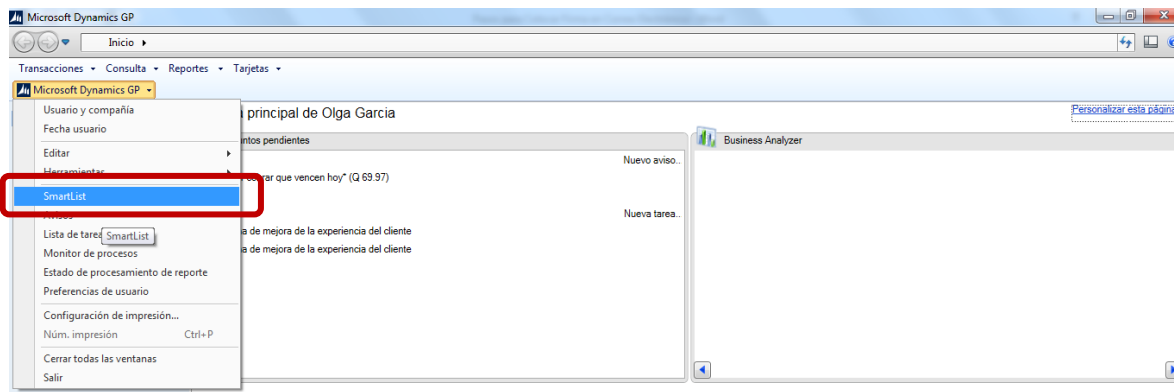 Microsoft Dynamics GP
Inicio
Transacciones Consulta Reportes Tarjetas
Microsoft Dynamics GP
Usuario y compañía
Fecha usuario
Editar
Herramientas
SmartList
Avisos
Lista de tarea
SmartList
Monitor de procesos
Estado de procesamiento de reporte
Preferencias de usuario
Configuración de impresión...
Núm. impresión Ctrl+P
Cerrar todas las ventanas
Salir
principal de Olga Garcia
Personalizar esta página
ntos pendientes
Nuevo aviso..
rar que vencen hoy* (Q 69.97)
Nueva tarea..
a de mejora de la experiencia del cliente
a de mejora de la experiencia del cliente
Business Analyzer